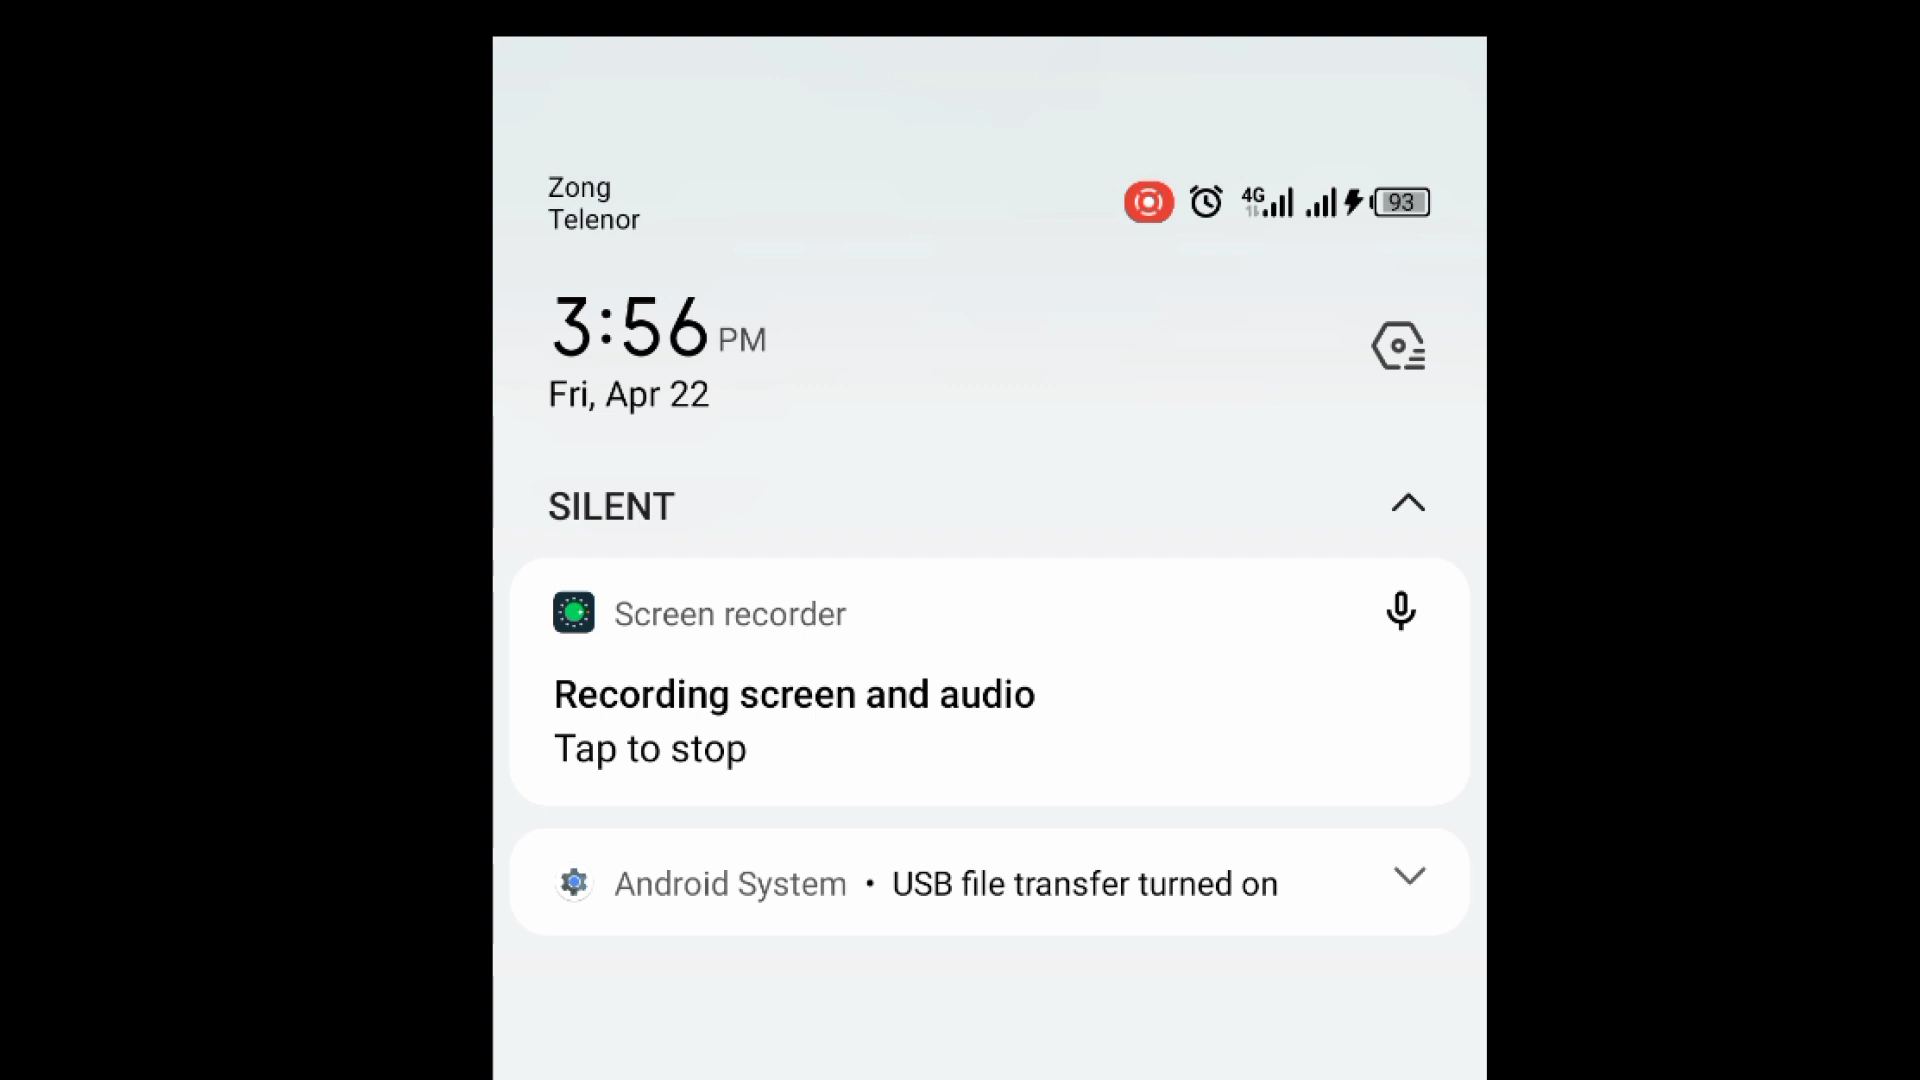 Zong
Telenor
4G 93
3:56 PM
Fri, Apr 22
SILENT
Screen recorder
Recording screen and audio
Tap to stop
Android System • USB file transfer turned on